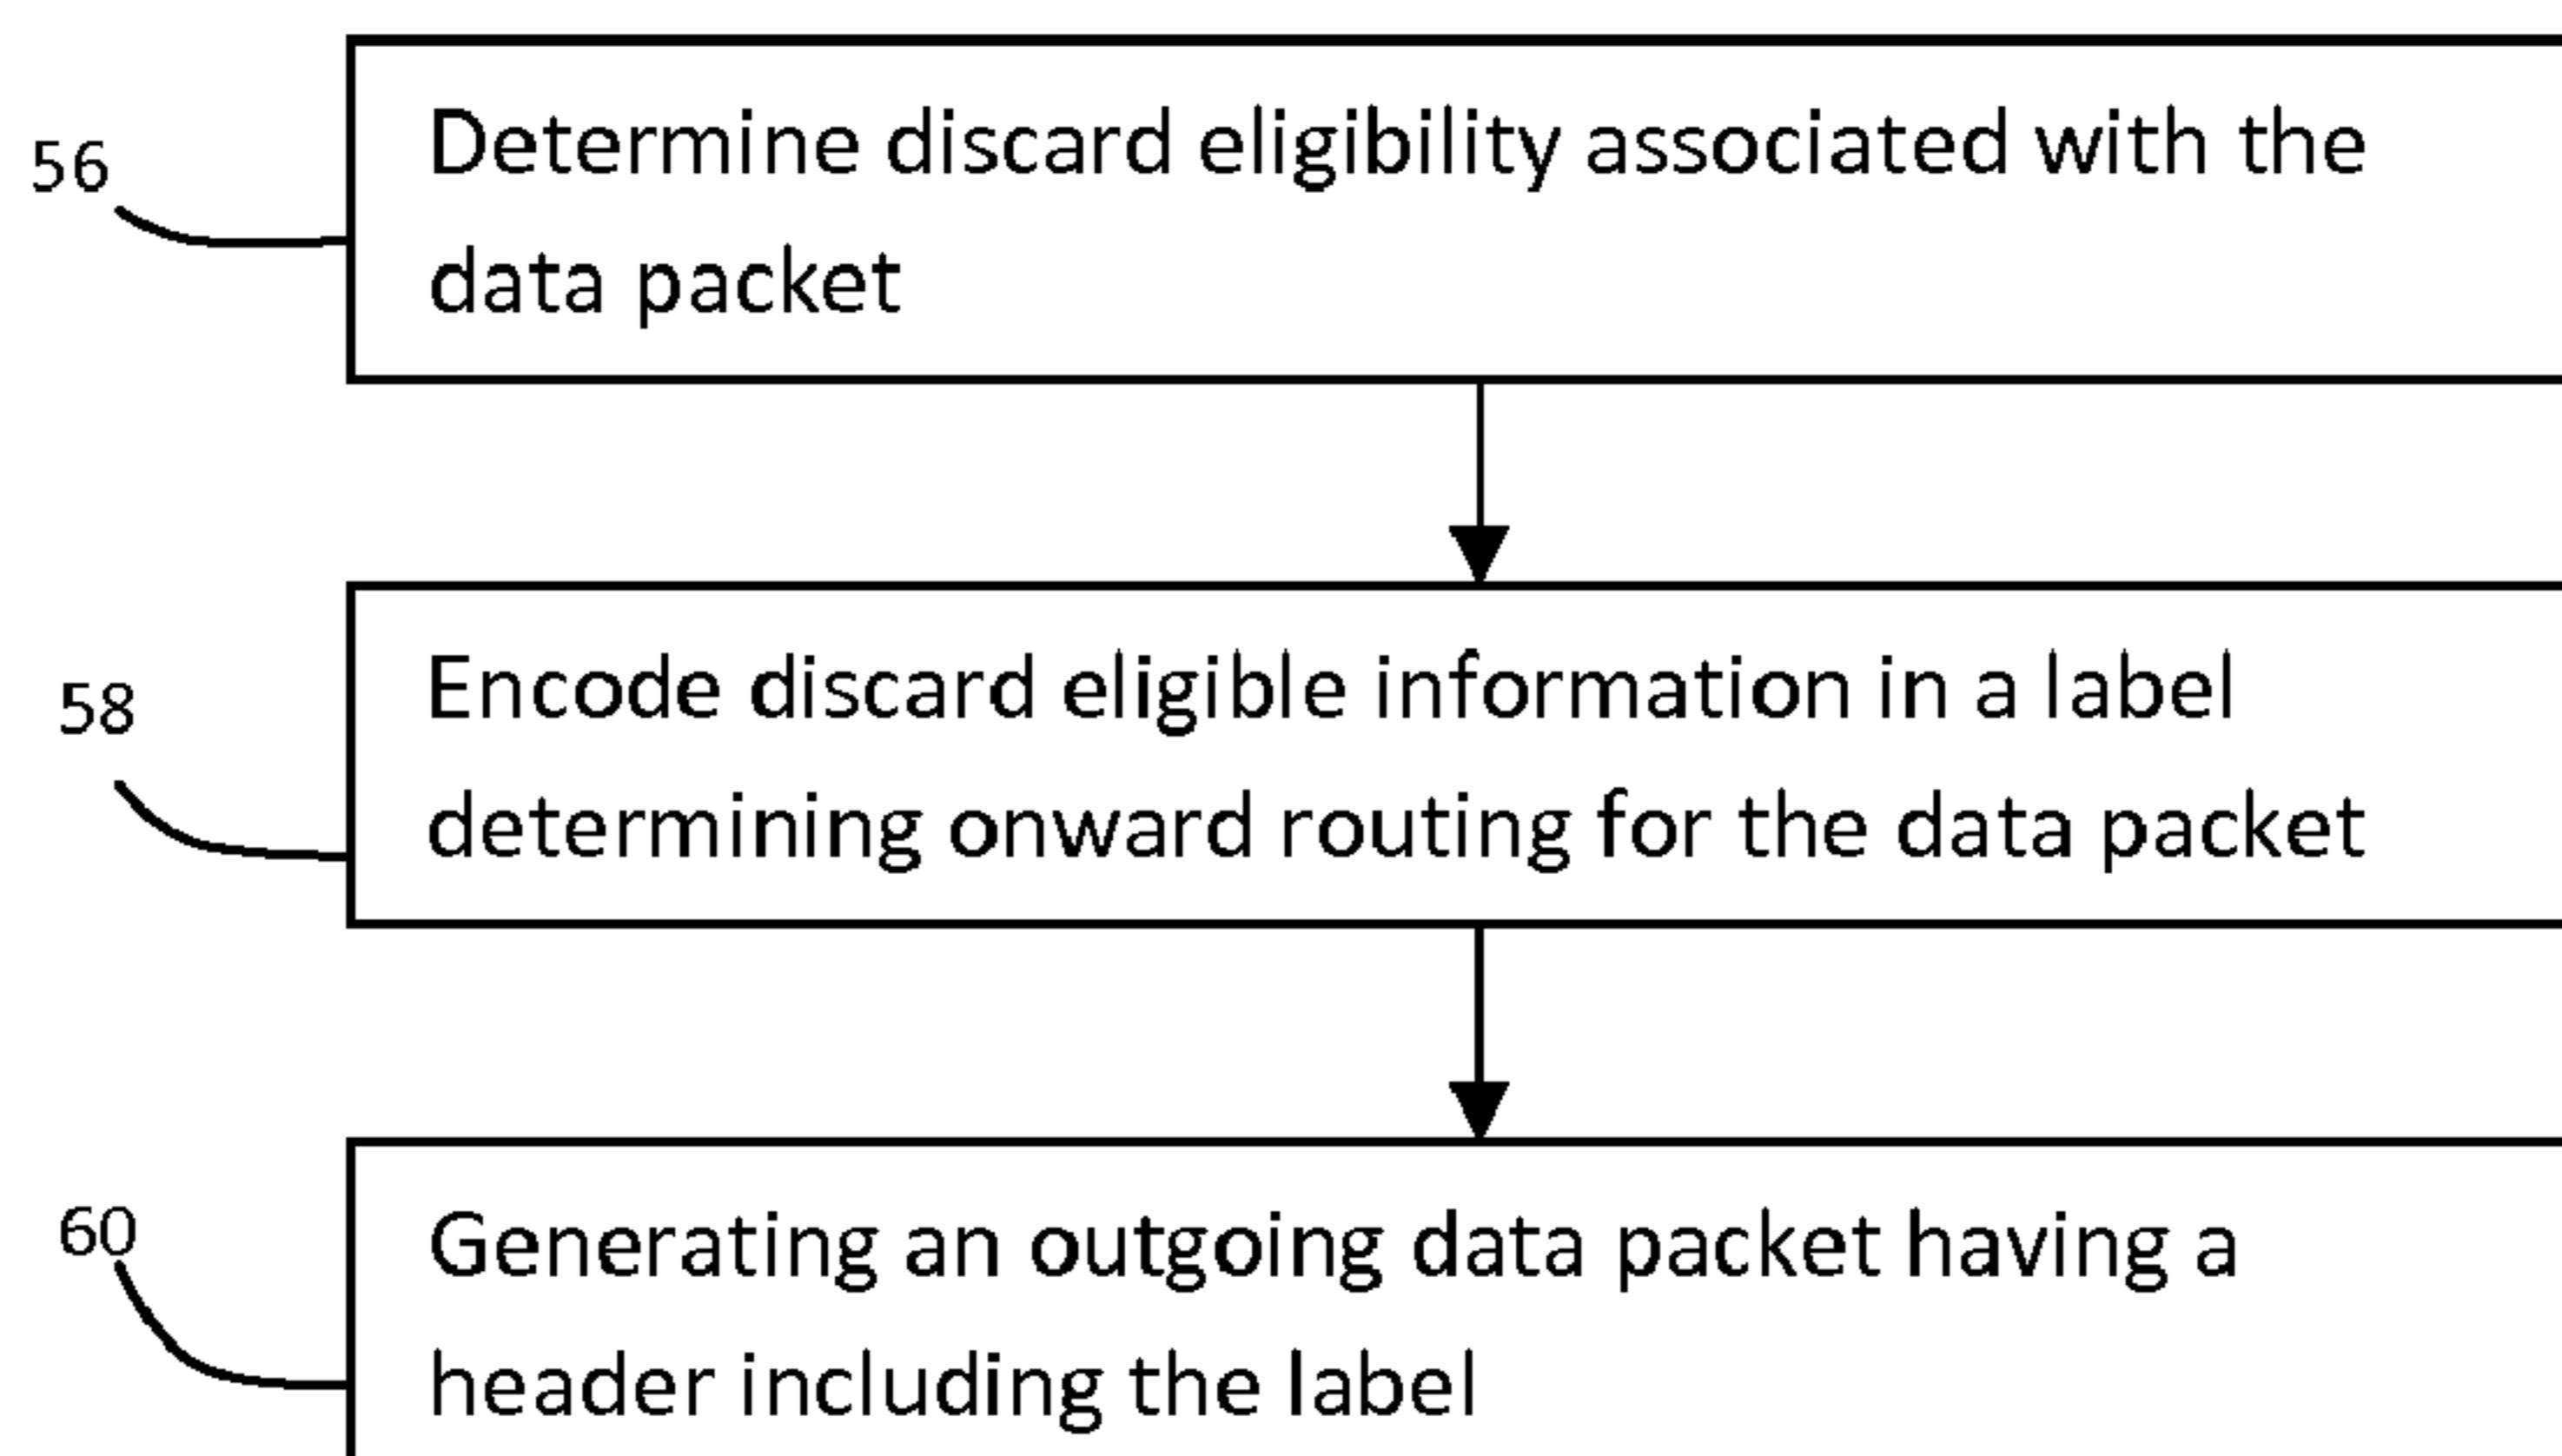 56
Determine discard eligibility associated with the
data packet
58
Encode discard eligible information in a label
determining onward routing for the data packet
60
Generating an outgoing data packet having a
header including the label